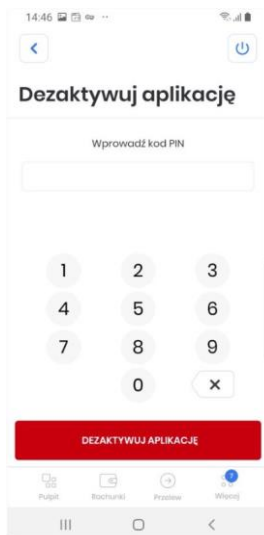 14:46
Dezaktywuj aplikację
Wprowadź kod PIN
1 2 3
4 5 6
7 8 9
0
DEZAKTYWUJ APLIKACJĘ
?
Pulpit Rachunki Przelew Więcej